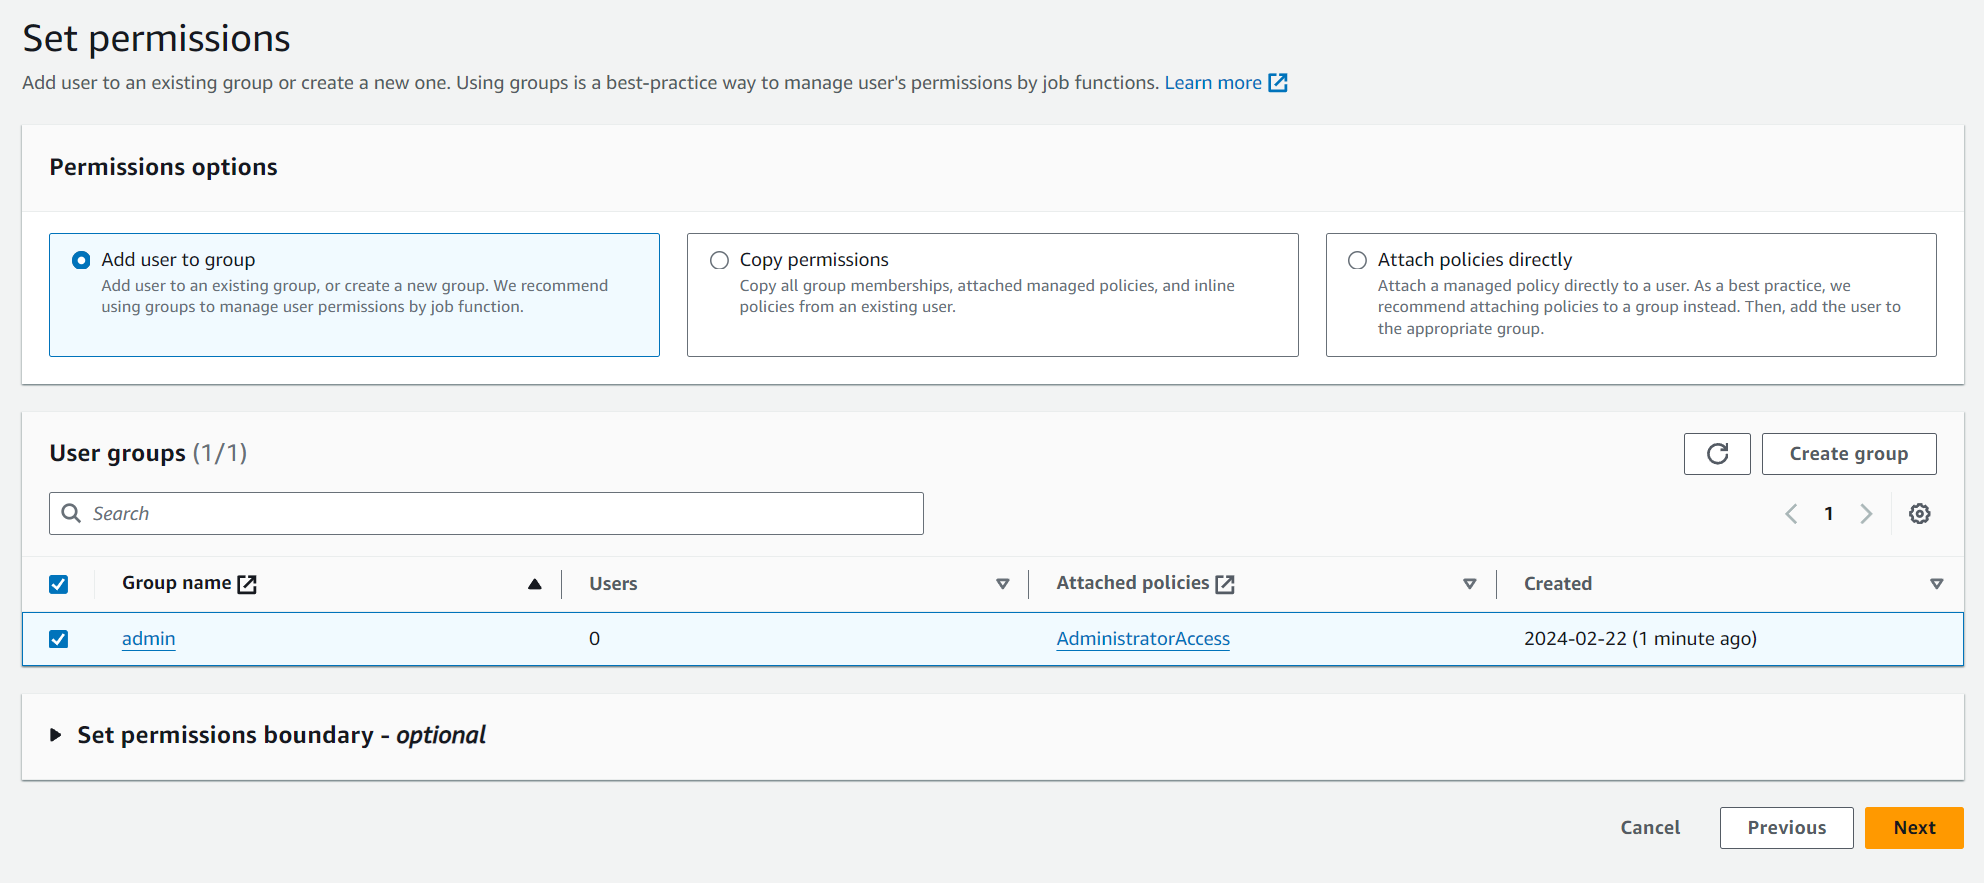 Set permissions
Add user to an existing group or create a new one. Using groups is a best-practice way to manage user's permissions by job functions. Learn more
Permissions options
Add user to group
Add user to an existing group, or create a new group. We recommend
using groups to manage user permissions by job function.
Copy permissions
Copy all group memberships, attached managed policies, and inline
policies from an existing user.
Attach policies directly
Attach a managed policy directly to a user. As a best practice, we
recommend attaching policies to a group instead. Then, add the user to
the appropriate group.
User groups (1/1)
Create group
Search
1
Group name Users Attached policies Created
admin 0 AdministratorAccess 2024-02-22 (1 minute ago)
Set permissions boundary - optional
Cancel Previous Next